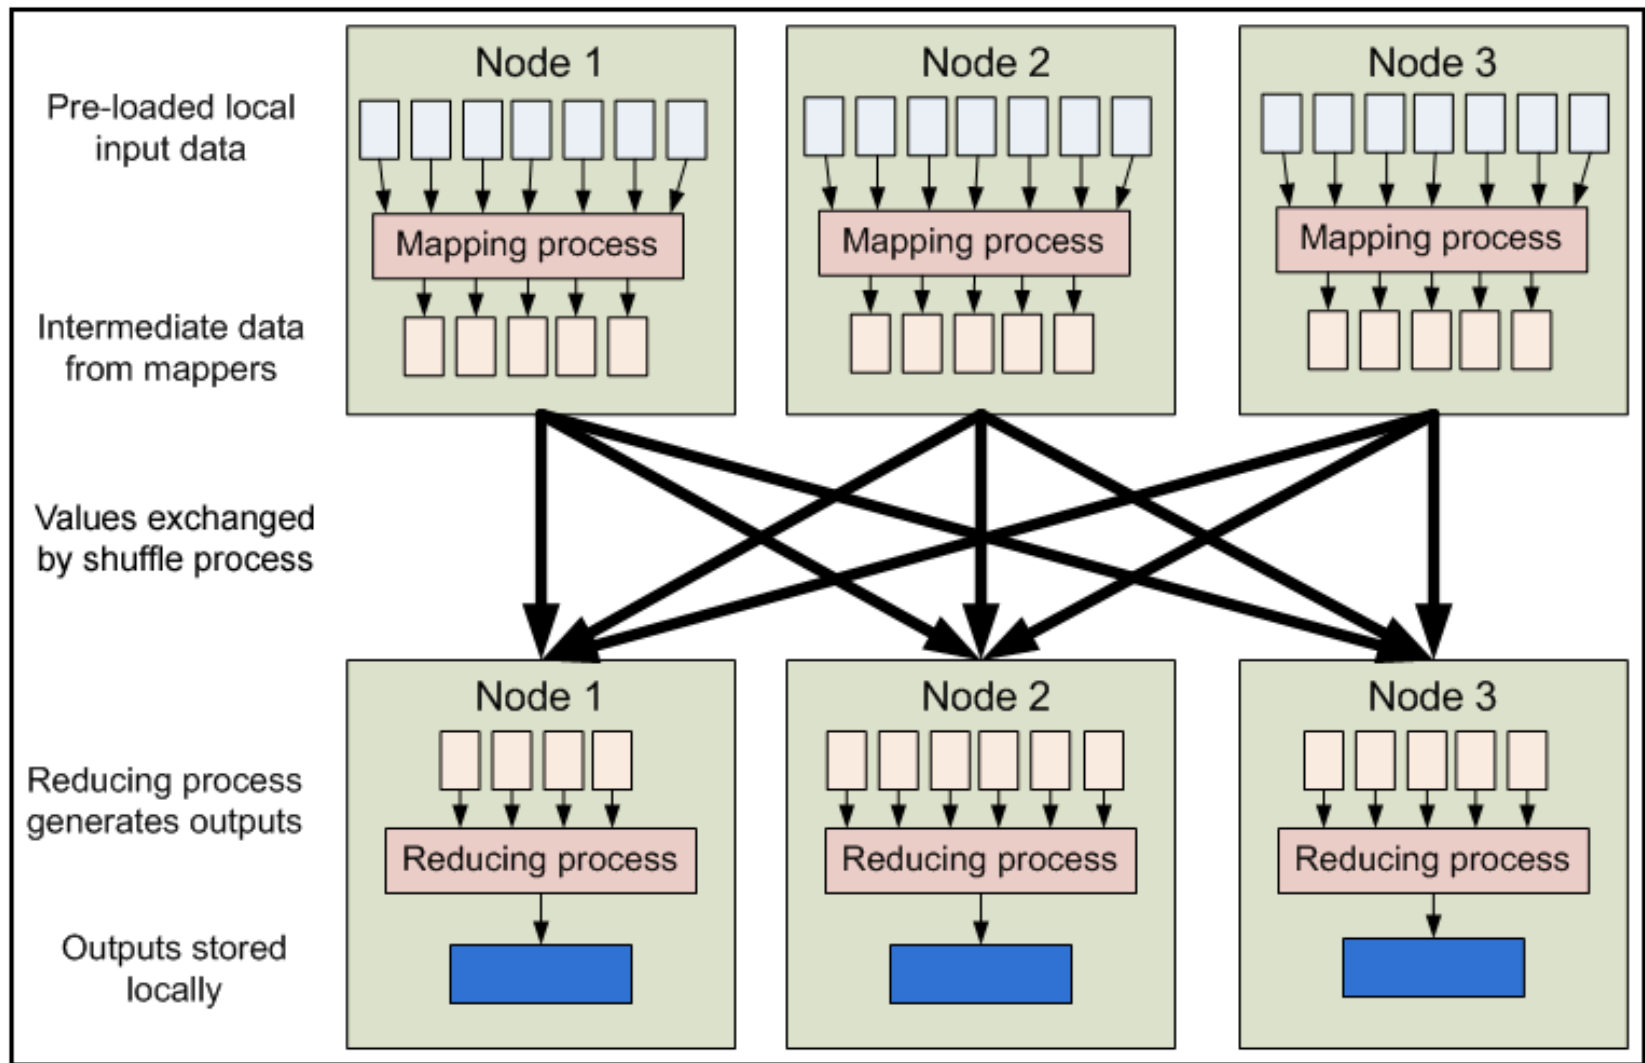 Node 1
Node 2
Node 3
Pre-loaded local
input data
Mapping process
Mapping process
Mapping process
Intermediate data
from mappers
Values exchanged
by shuffle process
Node 1
Node 2
Node 3
Reducing process
generates outputs
Reducing process
Reducing process
Reducing process
Outputs stored
locally